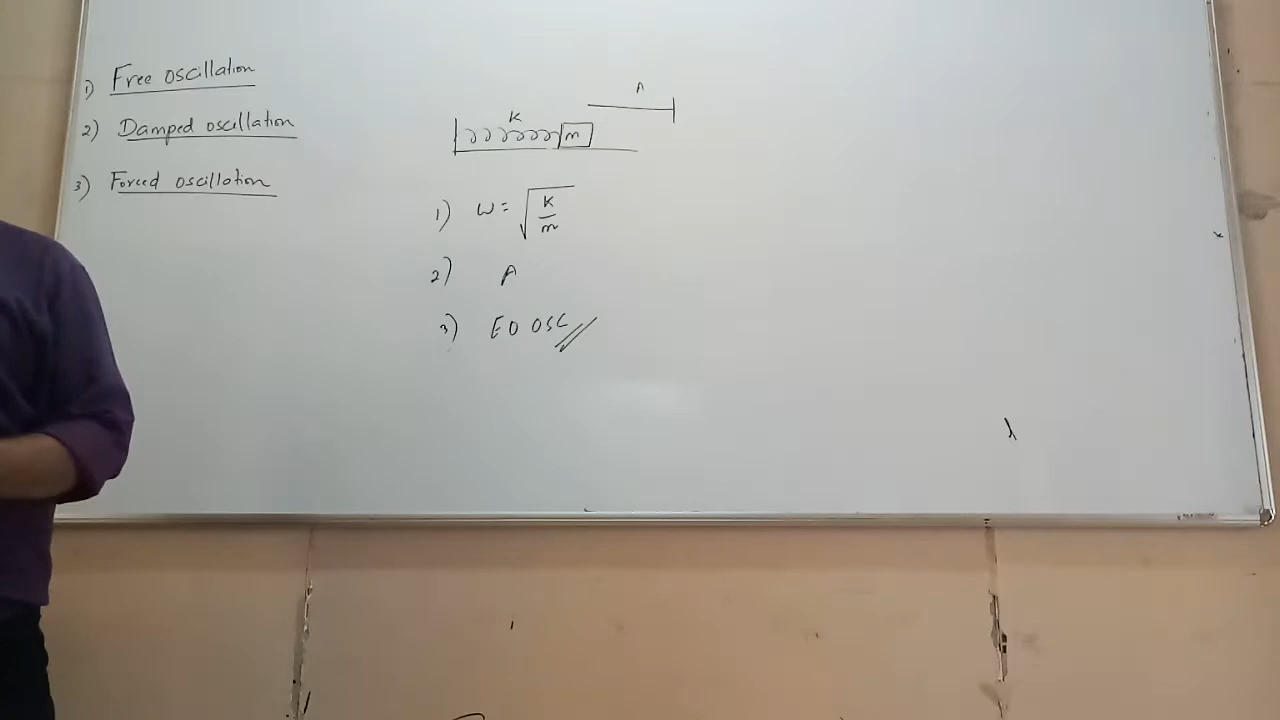 1) Free oscillation
2) Damped oscillation
3) Forced oscillation
A
K
m
1) ω = √(K/m)
2) A
3) EO OSC
λ